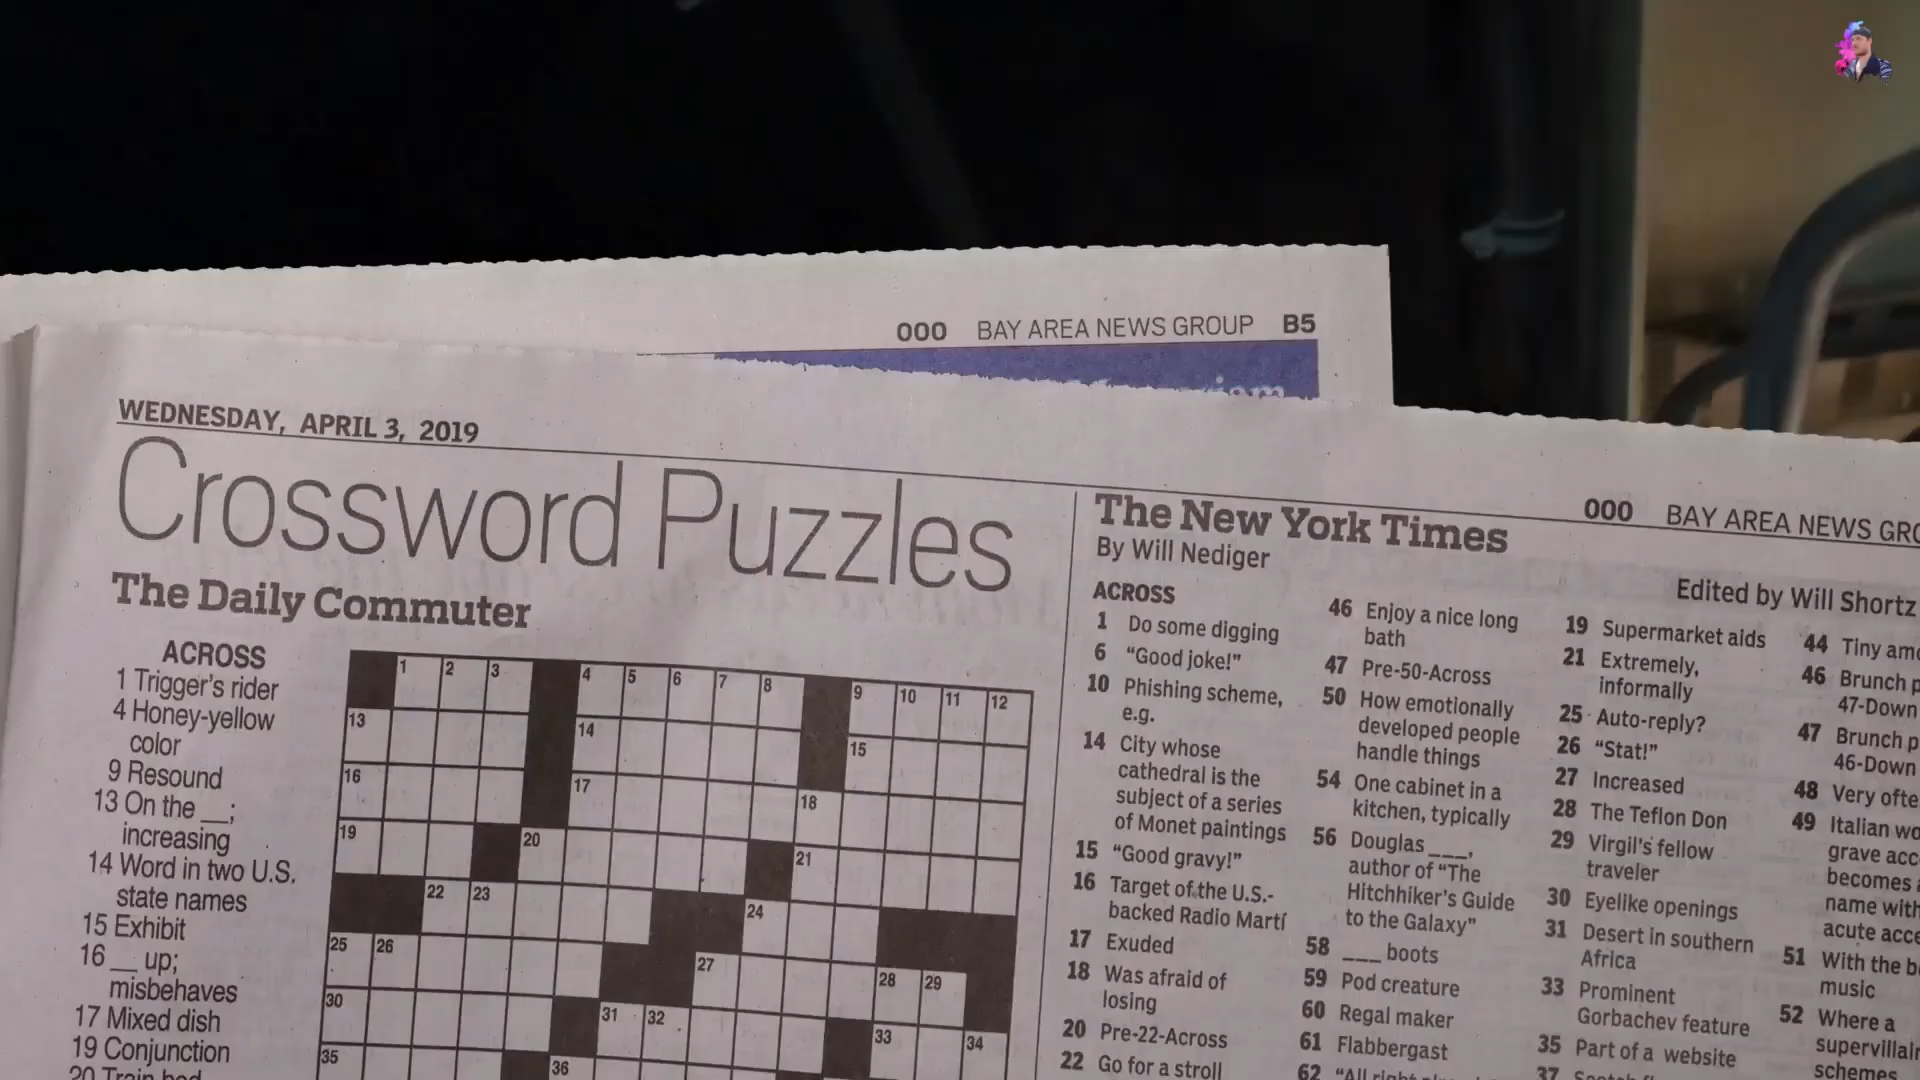 000 BAY AREA NEWS GROUP B5
WEDNESDAY, APRIL 3, 2019
000 BAY AREA NEWS
Crossword Puzzles
The Daily Commuter
ACROSS
1 Trigger's rider
4 Honey-yellow
color
9 Resound
13 On the __;
increasing
14 Word in two U.S.
state names
15 Exhibit
16 __ up;
misbehaves
17 Mixed dish
19 Conjunction
1 2 3 4 5 6 7 8 9 10 11 12
13 14 15
16 17 18
19 20 21
22 23 24
25 26 27 28 29
30 31 32 33 34
35 36
The New York Times
By Will Nediger
Edited by Will Shortz
ACROSS
1 Do some digging
6 “Good joke!”
10 Phishing scheme,
e.g.
14 City whose
cathedral is the
subject of a series
of Monet paintings
15 “Good gravy!”
16 Target of the U.S.-
backed Radio Martí
17 Exuded
18 Was afraid of
losing
20 Pre-22-Across
22 Go for a stroll
46 Enjoy a nice long
bath
47 Pre-50-Across
50 How emotionally
developed people
handle things
54 One cabinet in a
kitchen, typically
56 Douglas ___,
author of “The
Hitchhiker's Guide
to the Galaxy”
58 ___ boots
59 Pod creature
60 Regal maker
61 Flabbergast
62 “All right
19 Supermarket aids
21 Extremely,
informally
25 Auto-reply?
26 “Stat!”
27 Increased
28 The Teflon Don
29 Virgil's fellow
traveler
30 Eyelike openings
31 Desert in southern
Africa
33 Prominent
Gorbachev feature
35 Part of a website
37
44 Tiny
46 Brunch
47-Down
47 Brunch
46-Down
48 Very
49 Italian
grave
becomes
name with
acute
51 With the
music
52 Where a
schemes